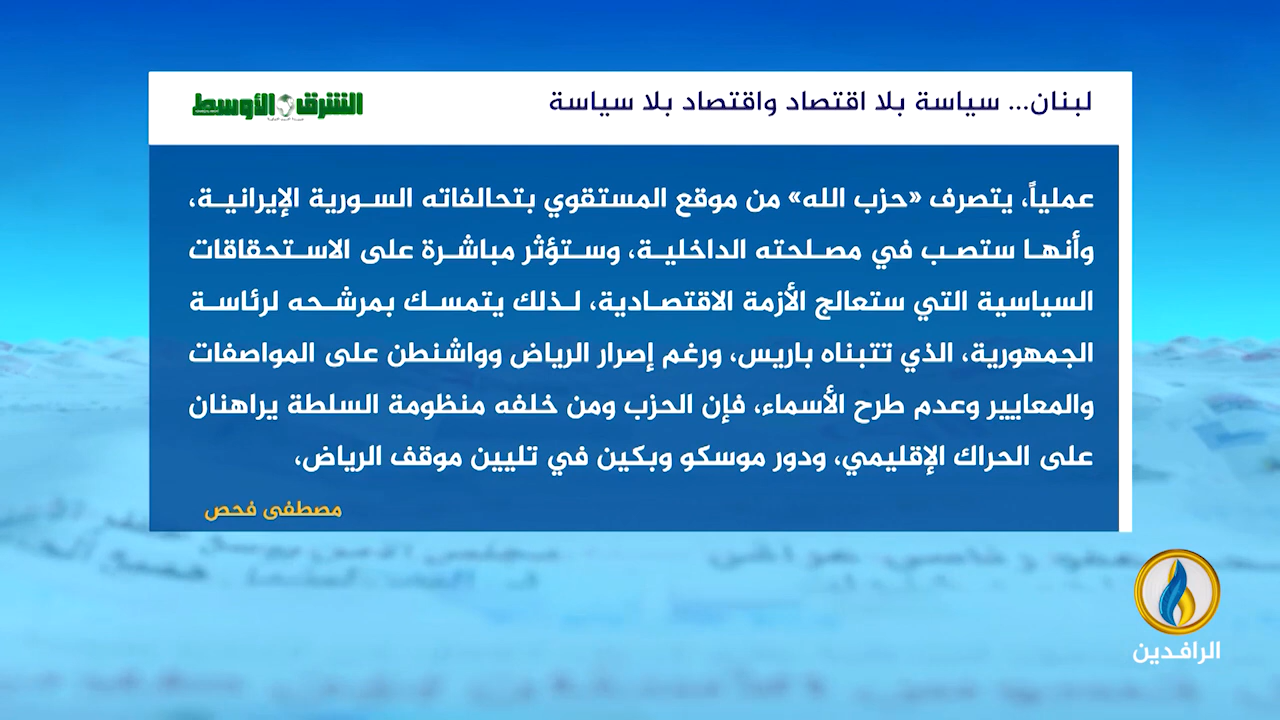 لبنان... سياسة بلا اقتصاد واقتصاد بلا سياسة
الشرق الأوسط
عملياً، يتصرف «حزب الله» من موقع المستقوي بتحالفاته السورية الإيرانية،
وأنها ستصب في مصلحته الداخلية، وستؤثر مباشرة على الاستحقاقات
السياسية التي ستعالج الأزمة الاقتصادية، لذلك يتمسك بمرشحه لرئاسة
الجمهورية، الذي تتبناه باريس، ورغم إصرار الرياض وواشنطن على المواصفات
والمعايير وعدم طرح الأسماء، فإن الحزب ومن خلفه منظومة السلطة يراهنان
على الحراك الإقليمي، ودور موسكو وبكين في تليين موقف الرياض،
مصطفى فحص
الرافدين